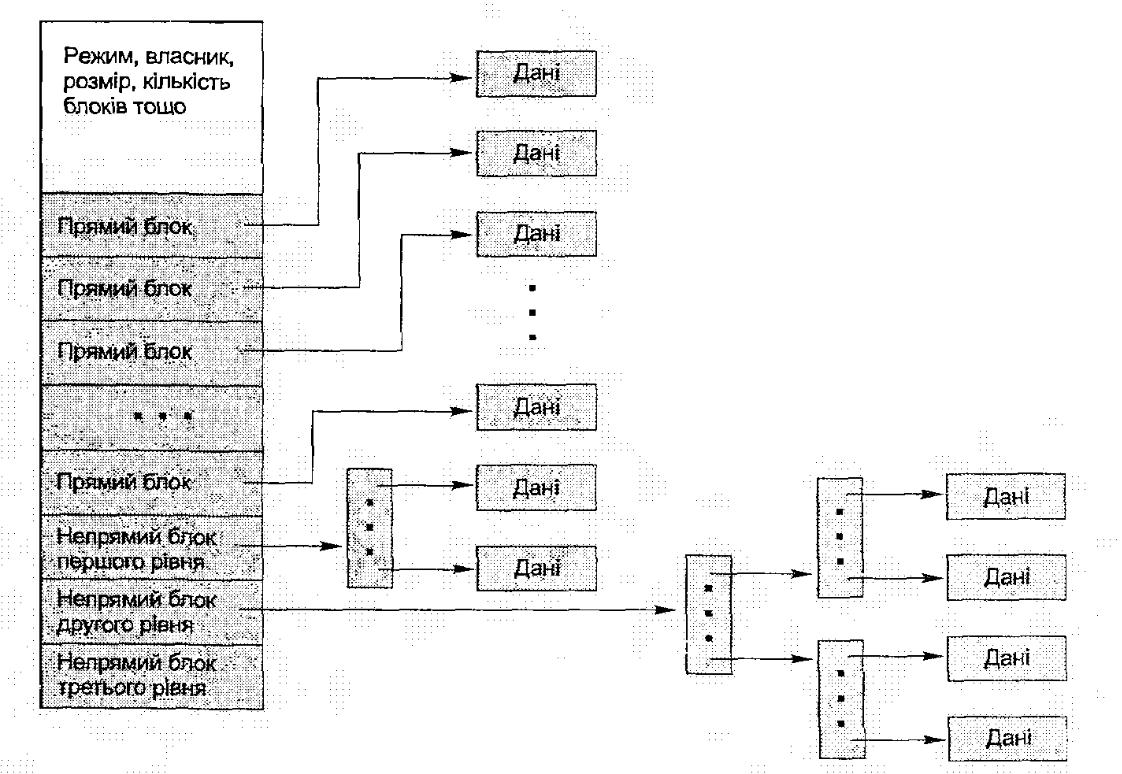 Режим, власник,
розмір, кількість
блоків тощо
Прямий блок
Прямий блок
Прямий блок
Прямий блок
Непрямий блок
першого рівня
Непрямий блок
другого рівня
Непрямий блок
третього рівня
Дані
Дані
Дані
Дані
Дані
Дані
Дані
Дані
Дані
Дані